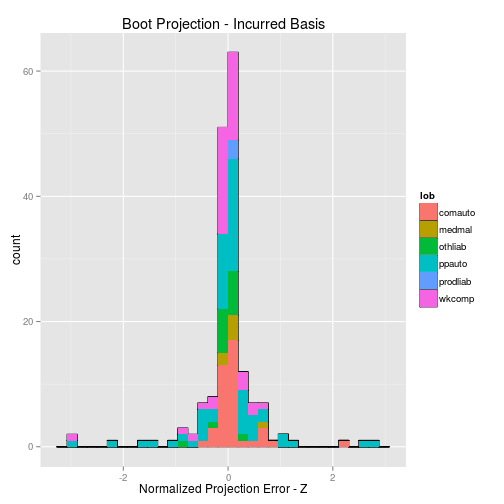 Boot Projection - Incurred Basis
60
40
20
0
count
-2
0
2
Normalized Projection Error - Z
lob
comauto
medmal
othliab
ppauto
prodliab
wkcomp